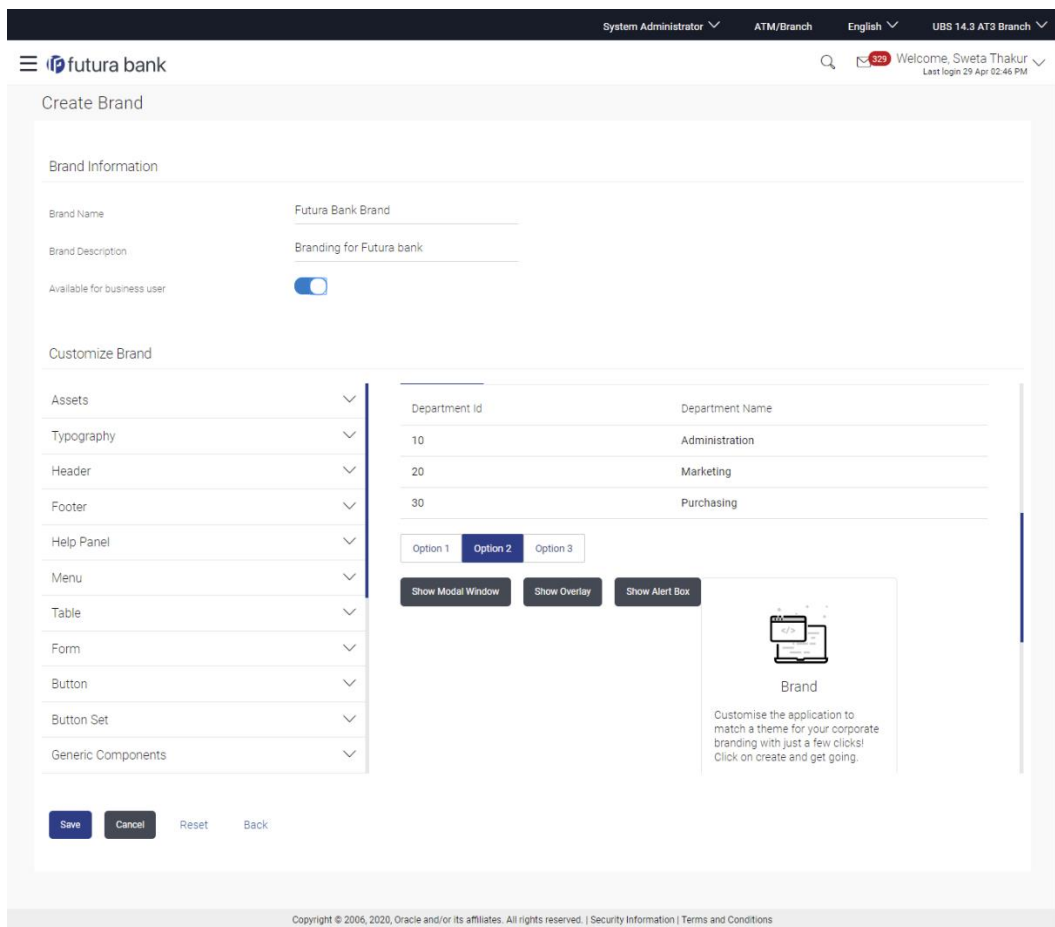 System Administrator ATM/Branch English UBS 14.3 AT3 Branch
futura bank 329 Welcome, Sweta Thakur
Last login 29 Apr 02:46 PM
Create Brand
Brand Information
Brand Name Futura Bank Brand
Brand Description Branding for Futura bank
Available for business user
Customize Brand
Assets
Typography
Header
Footer
Help Panel
Menu
Table
Form
Button
Button Set
Generic Components
Department Id Department Name
10 Administration
20 Marketing
30 Purchasing
Option 1 Option 2 Option 3
Show Modal Window Show Overlay Show Alert Box
</>
Brand
Customise the application to
match a theme for your corporate
branding with just a few clicks!
Click on create and get going.
Save Cancel Reset Back
Copyright © 2006, 2020, Oracle and/or its affiliates. All rights reserved. | Security Information | Terms and Conditions